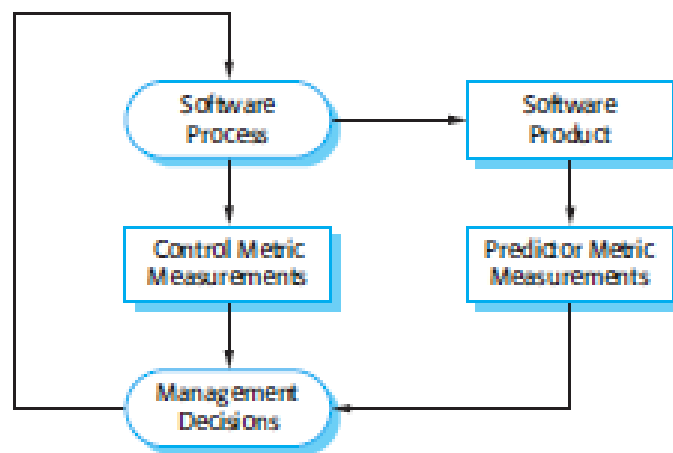 Software
Process
Software
Product
Control Metric
Measurements
Predictor Metric
Measurements
Management
Decisions